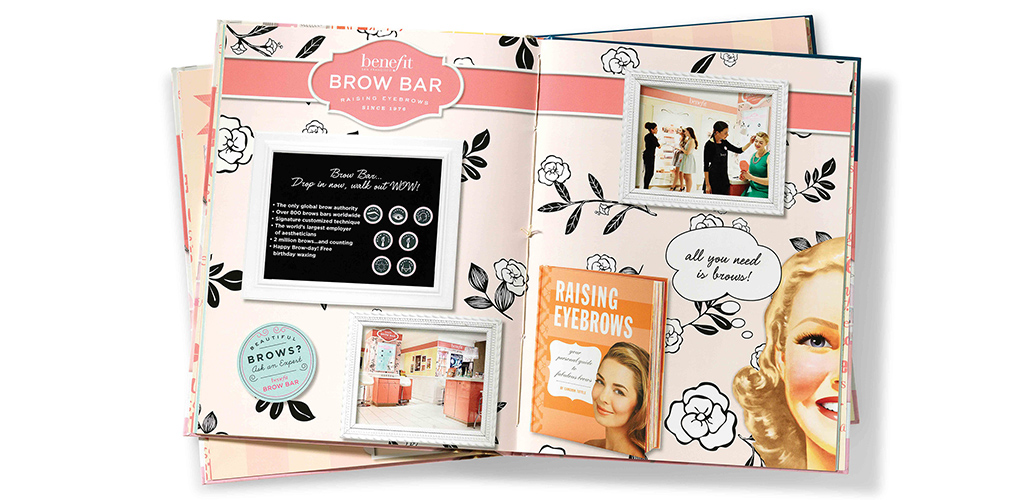 benefit
BROW BAR
RAISING EYEBROWS
SINCE 1976
Brow Bar...
Drop in now, walk out WOW!
• The only global brow authority
• Over 800 brows bars worldwide
• Signature customized technique
• The world's largest employer
of aestheticians
• 2 million brows...and counting
• Happy Brow-day! Free
birthday waxing
BEAUTIFUL
BROWS?
Ask an Expert
benefit
BROW BAR
benefit
all you need
is brows!
RAISING
EYEBROWS
your
personal guide
to
fabulous brows